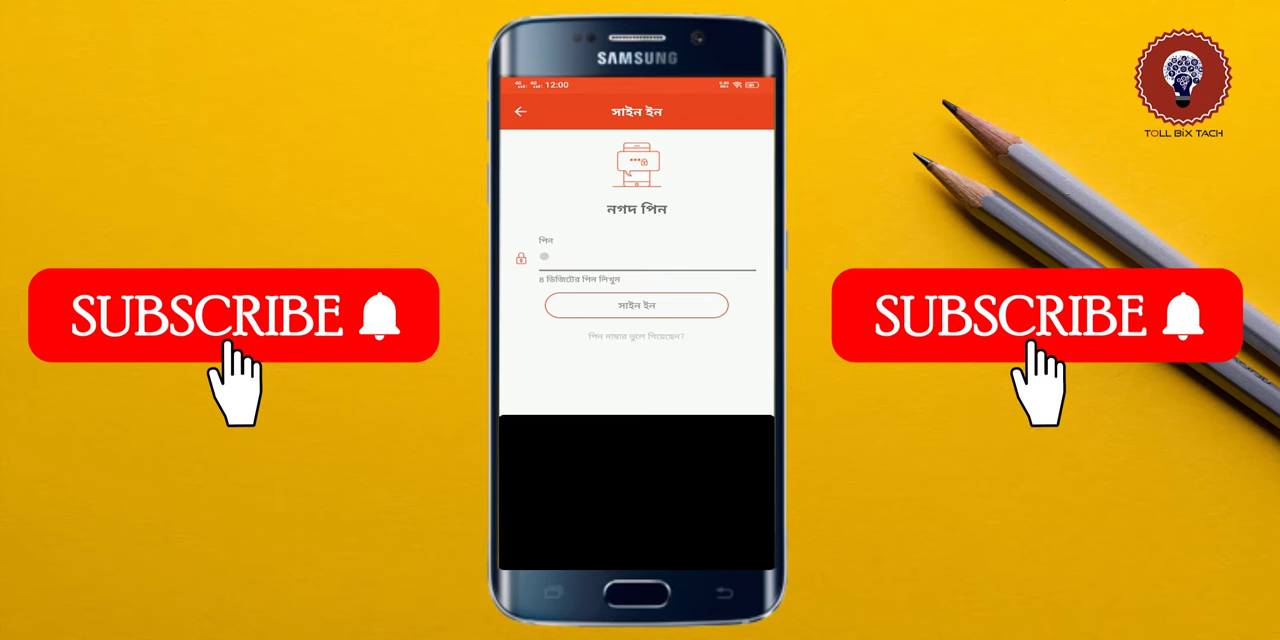 SAMSUNG
12:00
সাইন ইন
নগদ পিন
পিন
৪ ডিজিটের পিন লিখুন
সাইন ইন
পিন নাম্বার ভুলে গিয়েছেন?
SUBSCRIBE
SUBSCRIBE
TOLL BiX TACH